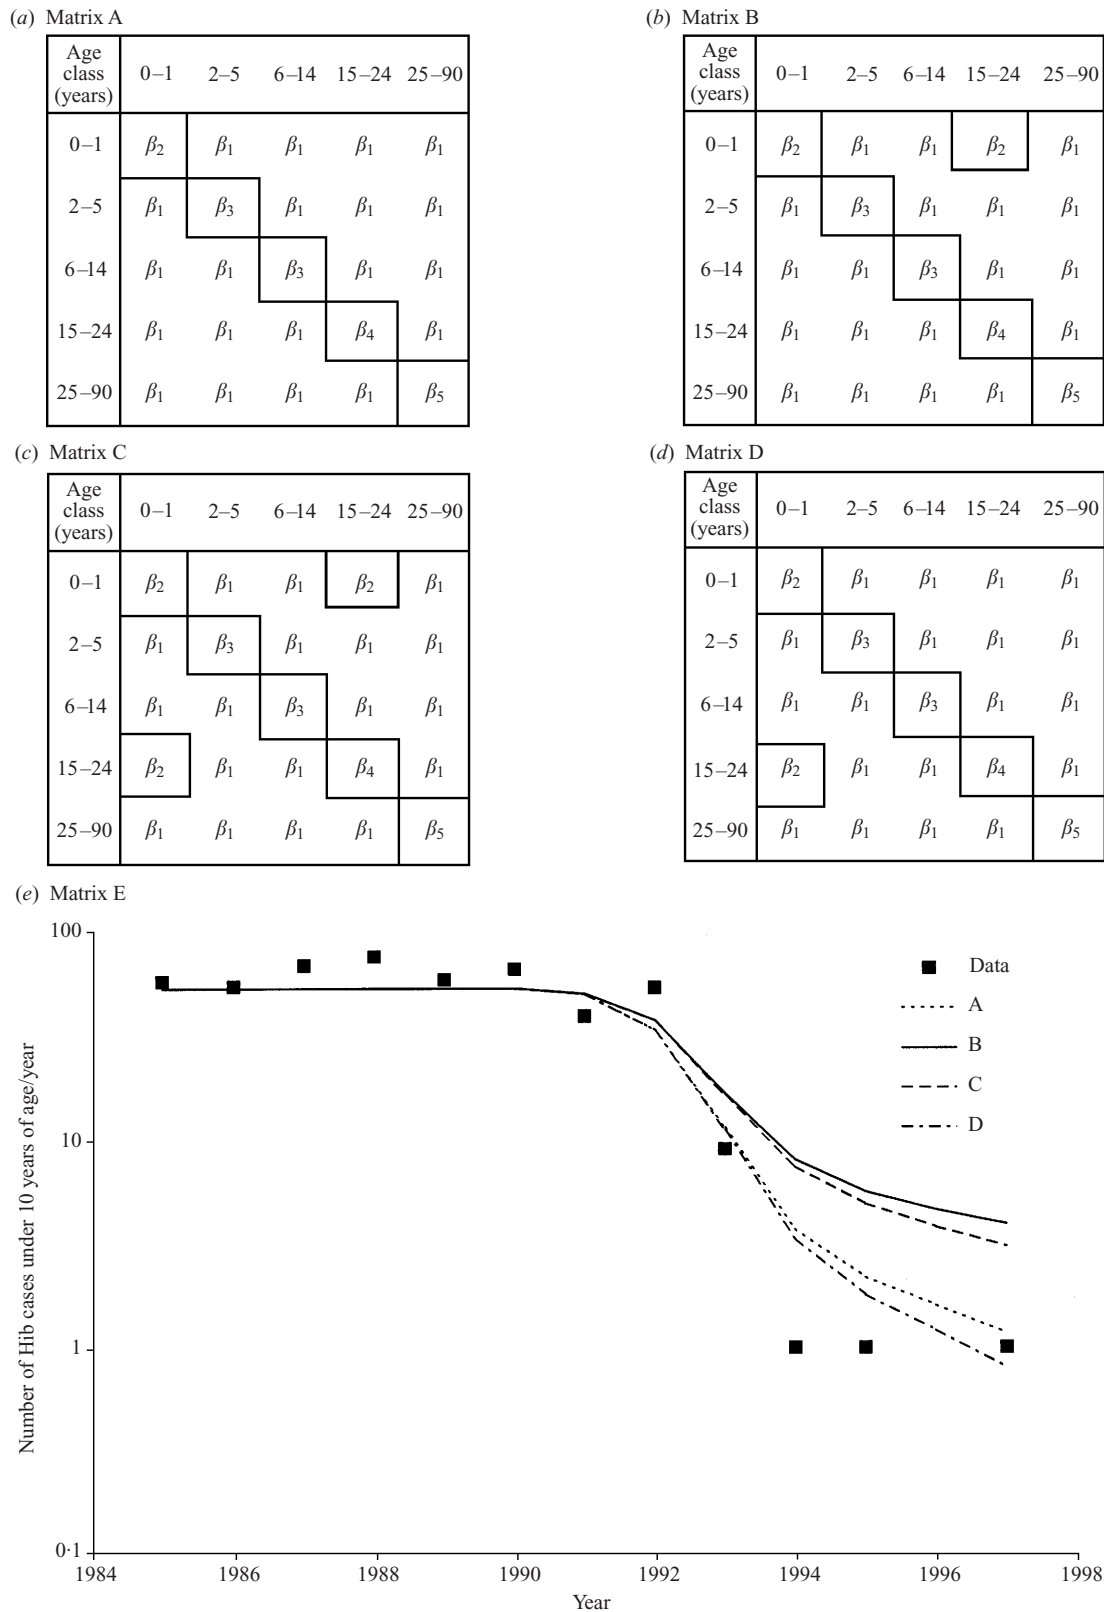 (a) Matrix A
Age class (years) 0–1 2–5 6–14 15–24 25–90
0–1 β2 β1 β1 β1 β1
2–5 β1 β3 β1 β1 β1
6–14 β1 β1 β3 β1 β1
15–24 β1 β1 β1 β4 β1
25–90 β1 β1 β1 β1 β5
(b) Matrix B
Age class (years) 0–1 2–5 6–14 15–24 25–90
0–1 β2 β1 β1 β2 β1
2–5 β1 β3 β1 β1 β1
6–14 β1 β1 β3 β1 β1
15–24 β1 β1 β1 β4 β1
25–90 β1 β1 β1 β1 β5
(c) Matrix C
Age class (years) 0–1 2–5 6–14 15–24 25–90
0–1 β2 β1 β1 β2 β1
2–5 β1 β3 β1 β1 β1
6–14 β1 β1 β3 β1 β1
15–24 β2 β1 β1 β4 β1
25–90 β1 β1 β1 β1 β5
(d) Matrix D
Age class (years) 0–1 2–5 6–14 15–24 25–90
0–1 β2 β1 β1 β1 β1
2–5 β1 β3 β1 β1 β1
6–14 β1 β1 β3 β1 β1
15–24 β2 β1 β1 β4 β1
25–90 β1 β1 β1 β1 β5
(e) Matrix E
Number of Hib cases under 10 years of age/year
100
10
1
0·1
Data
A
B
C
D
1984 1986 1988 1990 1992 1994 1996 1998
Year